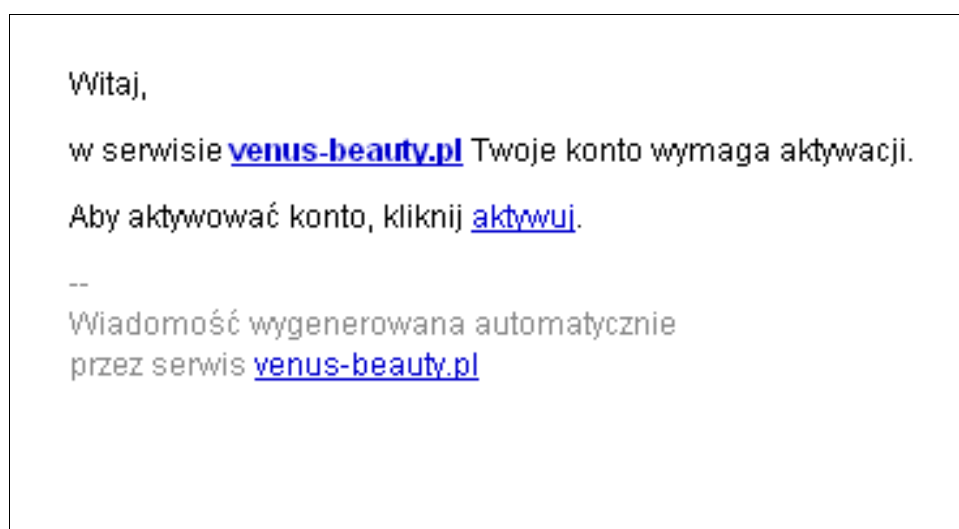 Witaj,
w serwisie venus-beauty.pl Twoje konto wymaga aktywacji.
Aby aktywować konto, kliknij aktywuj.
--
Wiadomość wygenerowana automatycznie
przez serwis venus-beauty.pl